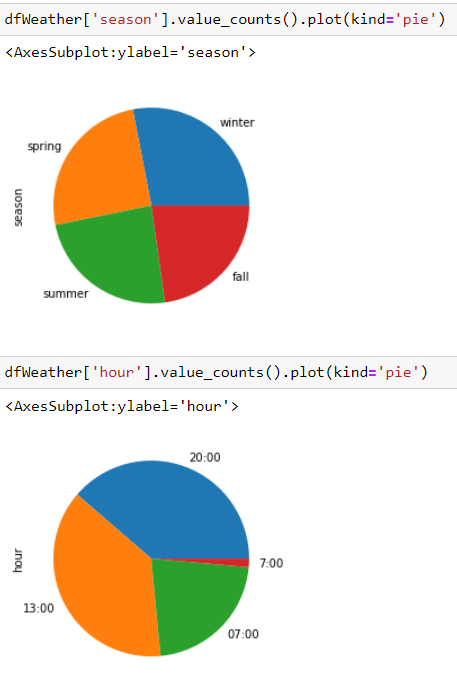 dfWeather['season'].value_counts().plot(kind='pie')
<AxesSubplot:ylabel='season'>
winter
spring
season
summer
fall
dfWeather['hour'].value_counts().plot(kind='pie')
<AxesSubplot:ylabel='hour'>
20:00
hour
7:00
13:00
07:00